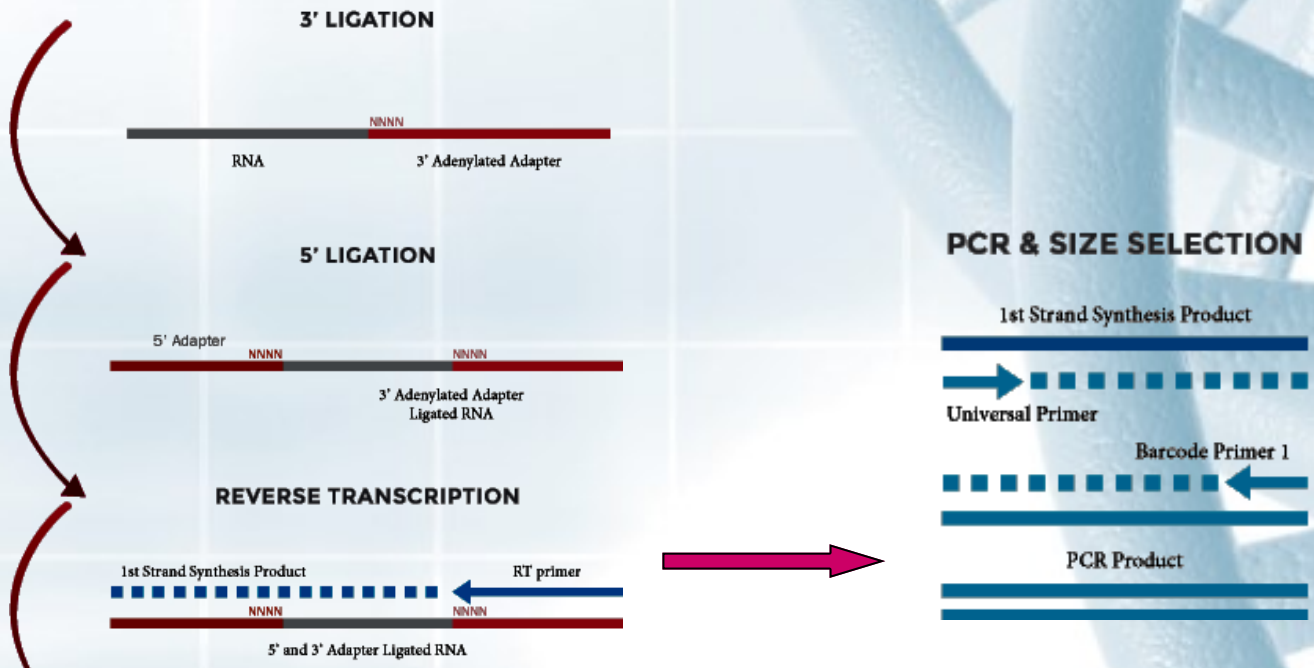 3' LIGATION
NNNN
RNA
3' Adenylated Adapter
5' LIGATION
5' Adapter
NNNN
NNNN
3' Adenylated Adapter
Ligated RNA
REVERSE TRANSCRIPTION
1st Strand Synthesis Product
RT primer
NNNN
NNNN
5' and 3' Adapter Ligated RNA
PCR & SIZE SELECTION
1st Strand Synthesis Product
Universal Primer
Barcode Primer 1
PCR Product